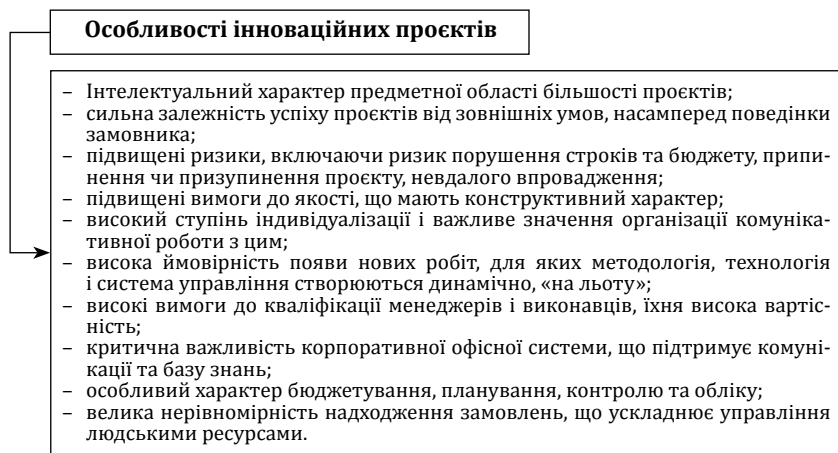 Особливості інноваційних проєктів
– Інтелектуальний характер предметної області більшості проєктів;
– сильна залежність успіху проєктів від зовнішніх умов, насамперед поведінки
замовника;
– підвищені ризики, включаючи ризик порушення строків та бюджету, припи-
нення чи призупинення проєкту, невдалого впровадження;
– підвищені вимоги до якості, що мають конструктивний характер;
– високий ступінь індивідуалізації і важливе значення організації комуніка-
тивної роботи з цим;
– висока ймовірність появи нових робіт, для яких методологія, технологія
і система управління створюються динамічно, «на льоту»;
– високі вимоги до кваліфікації менеджерів і виконавців, їхня висока вартіс-
ність;
– критична важливість корпоративної офісної системи, що підтримує комуні-
кації та базу знань;
– особливий характер бюджетування, планування, контролю та обліку;
– велика нерівномірність надходження замовлень, що ускладнює управління
людськими ресурсами.